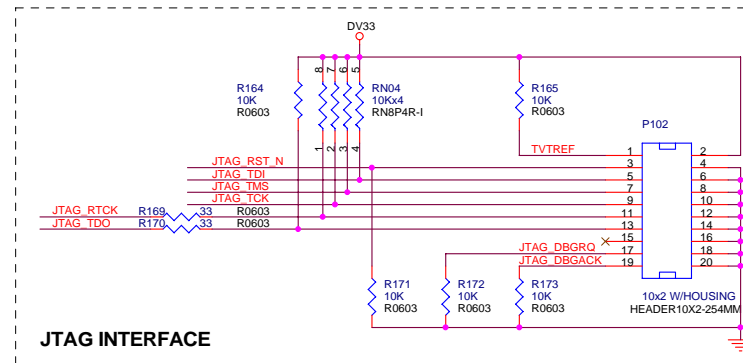 DV33
R164
10K
R0603
8
7
6
5
RN04
10Kx4
RN8P4R-I
R165
10K
R0603
P102
1
2
3
4
TVTREF
1
2
JTAG_RST_N
3
4
JTAG_TDI
5
6
JTAG_TMS
7
8
JTAG_TCK
9
10
JTAG_RTCK
R169
33
R0603
11
12
JTAG_TDO
R170
33
R0603
13
14
15
16
JTAG_DBGRQ
17
18
JTAG_DBGACK
19
20
R171
10K
R0603
R172
10K
R0603
R173
10K
R0603
10x2 W/HOUSING
HEADER10X2-254MM
JTAG INTERFACE